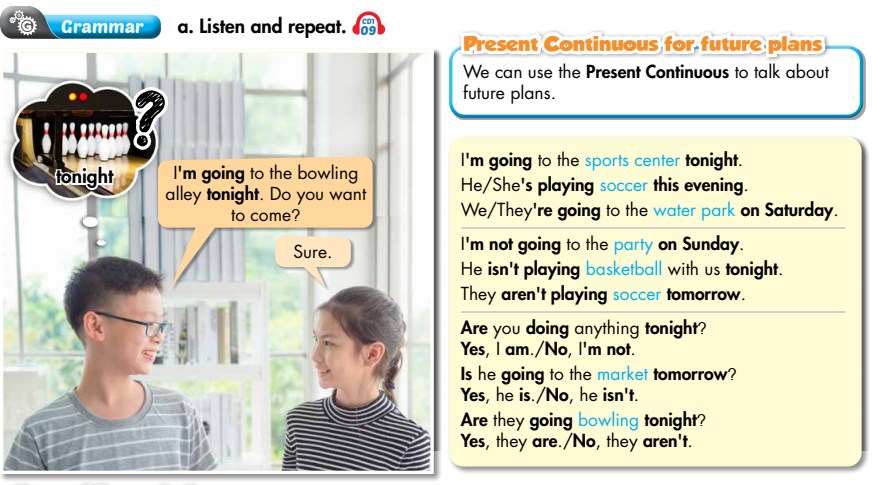 G
Grammar
a. Listen and repeat.
CD1
09
tonight
?
I'm going to the bowling
alley tonight. Do you want
to come?
Sure.
Present Continuous for future plans
We can use the Present Continuous to talk about
future plans.
I'm going to the sports center tonight.
He/She's playing soccer this evening.
We/They're going to the water park on Saturday.
I'm not going to the party on Sunday.
He isn't playing basketball with us tonight.
They aren't playing soccer tomorrow.
Are you doing anything tonight?
Yes, I am./No, I'm not.
Is he going to the market tomorrow?
Yes, he is./No, he isn't.
Are they going bowling tonight?
Yes, they are./No, they aren't.